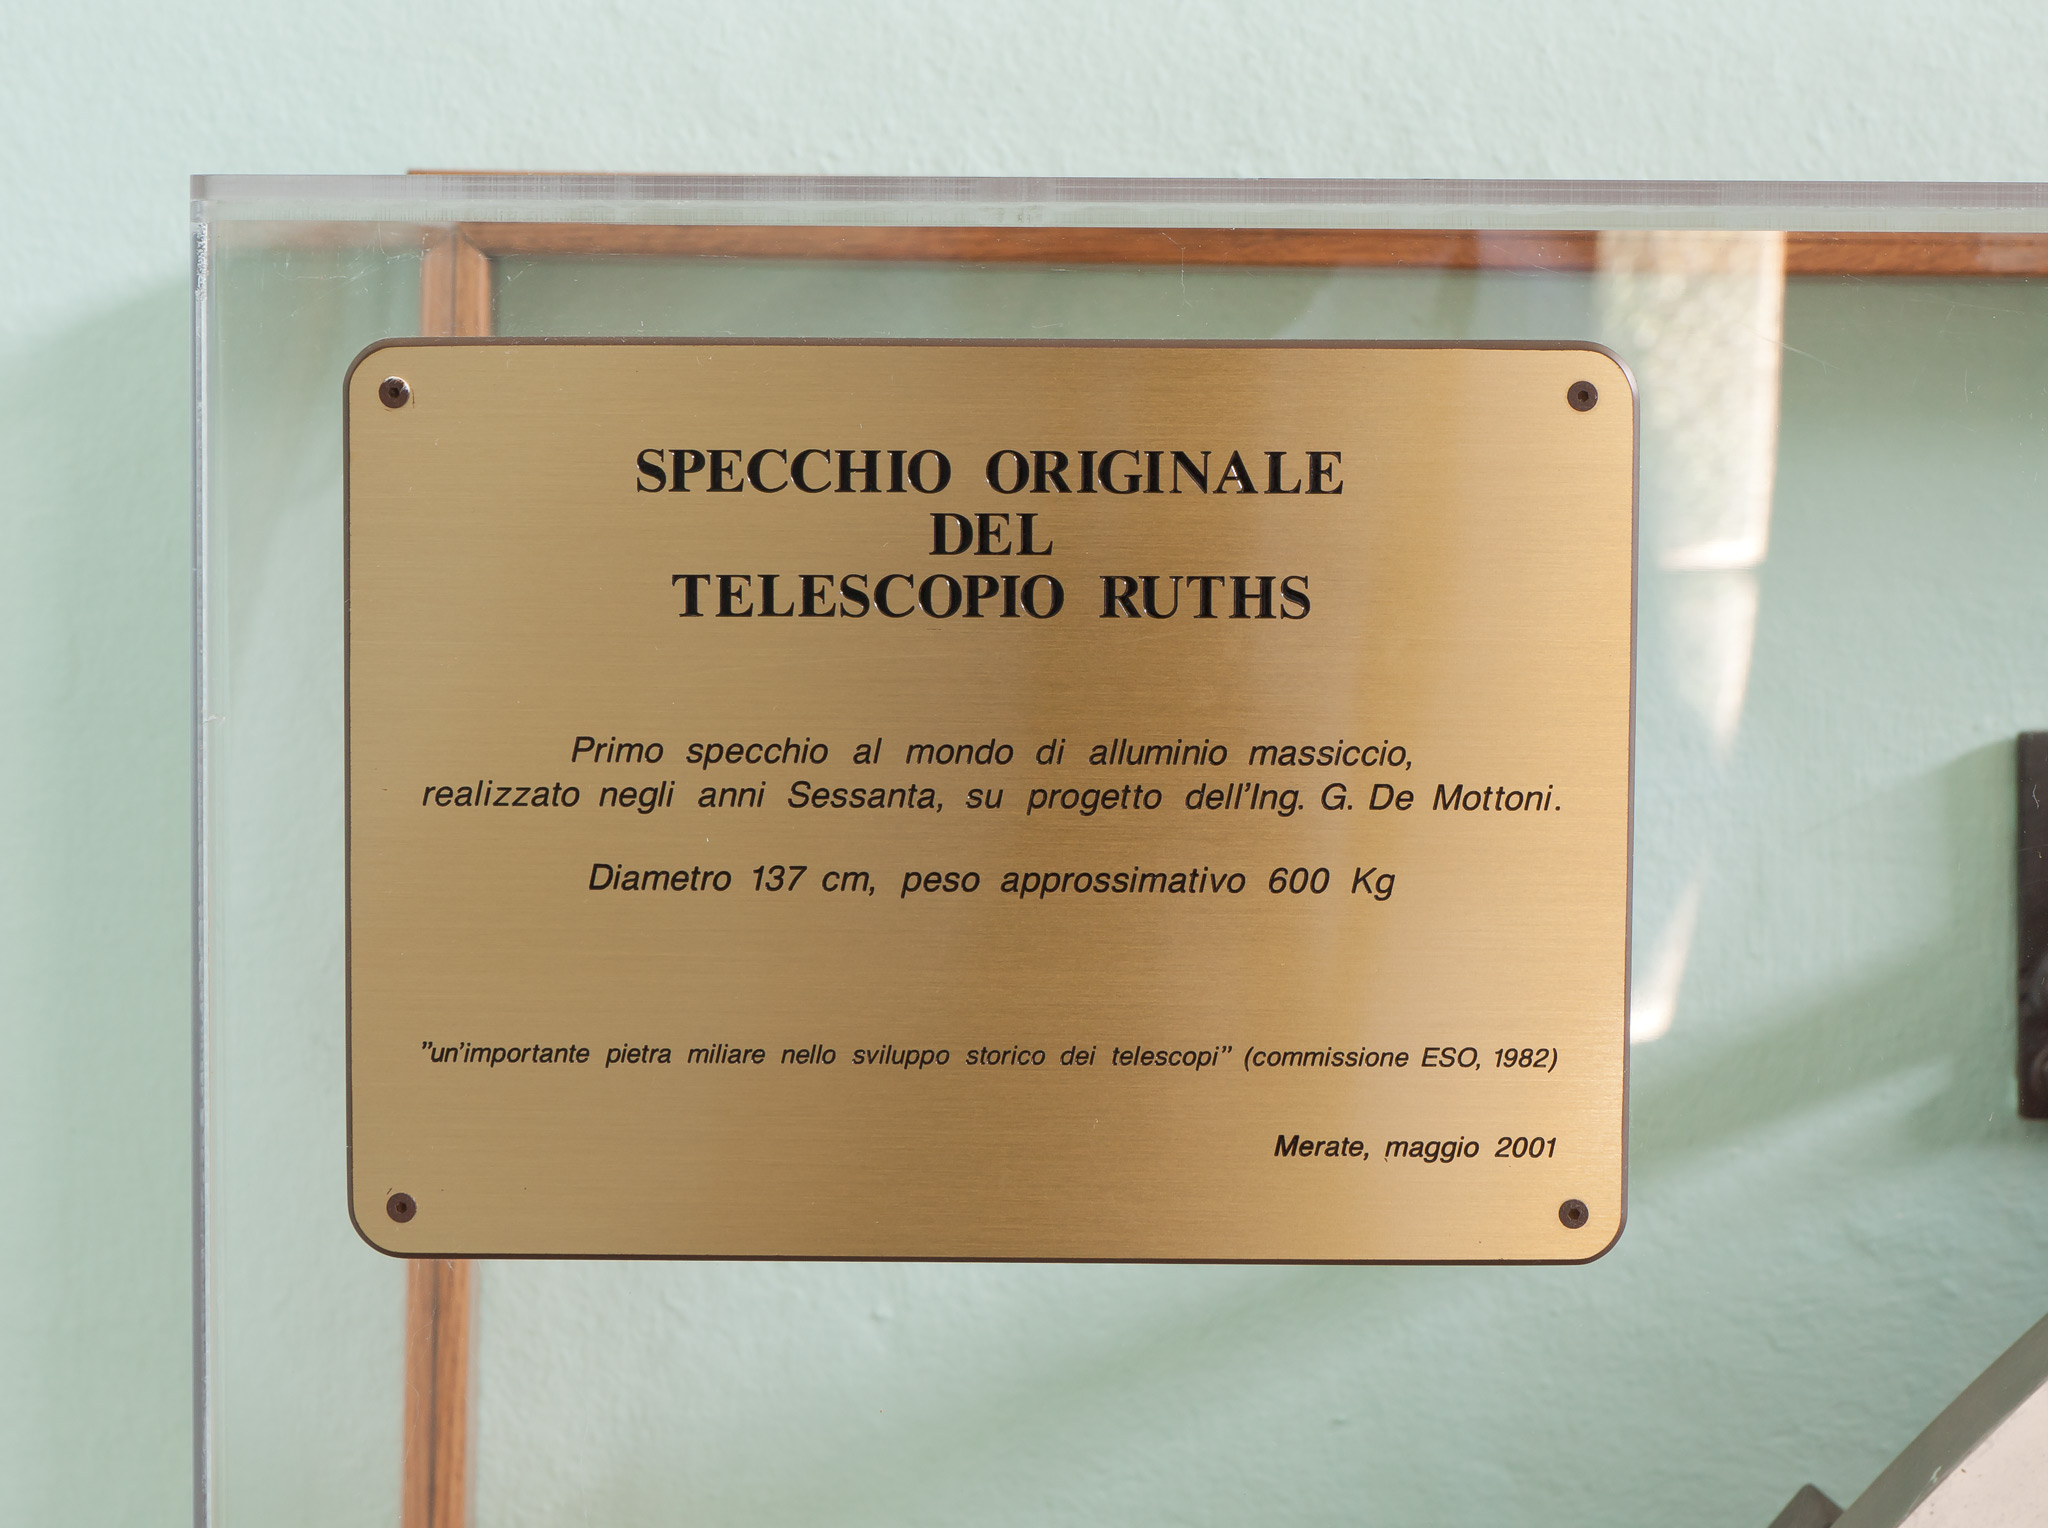 SPECCHIO ORIGINALE
DEL
TELESCOPIO RUTHS
Primo specchio al mondo di alluminio massiccio,
realizzato negli anni Sessanta, su progetto dell'Ing. G. De Mottoni.
Diametro 137 cm, peso approssimativo 600 Kg
"un'importante pietra miliare nello sviluppo storico dei telescopi" (commissione ESO, 1982)
Merate, maggio 2001